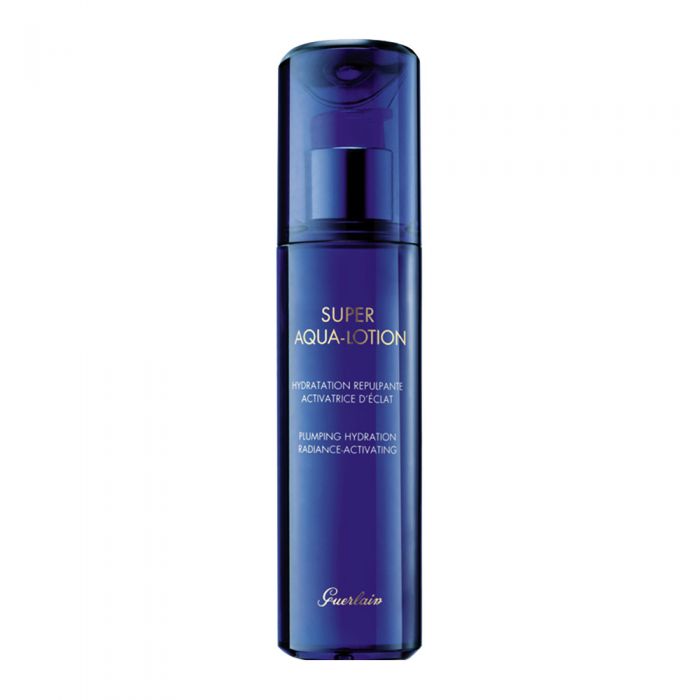 SUPER
AQUA-LOTION
HYDRATATION REPULPANTE
ACTIVATRICE D'ÉCLAT
PLUMPING HYDRATION
RADIANCE-ACTIVATING
Guerlain